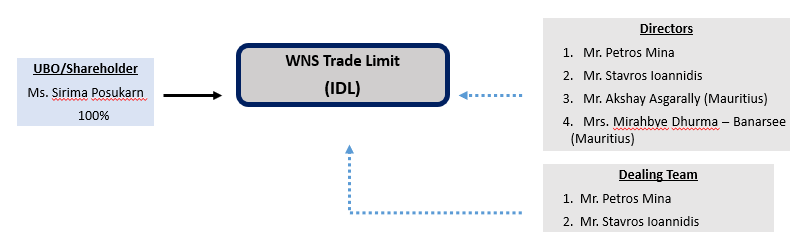 UBO/Shareholder
Ms. Sirima Posukarn
100%
WNS Trade Limit
(IDL)
Directors
1. Mr. Petros Mina
2. Mr. Stavros Ioannidis
3. Mr. Akshay Asgarally (Mauritius)
4. Mrs. Mirahbye Dhurma – Banarsee
(Mauritius)
Dealing Team
1. Mr. Petros Mina
2. Mr. Stavros Ioannidis